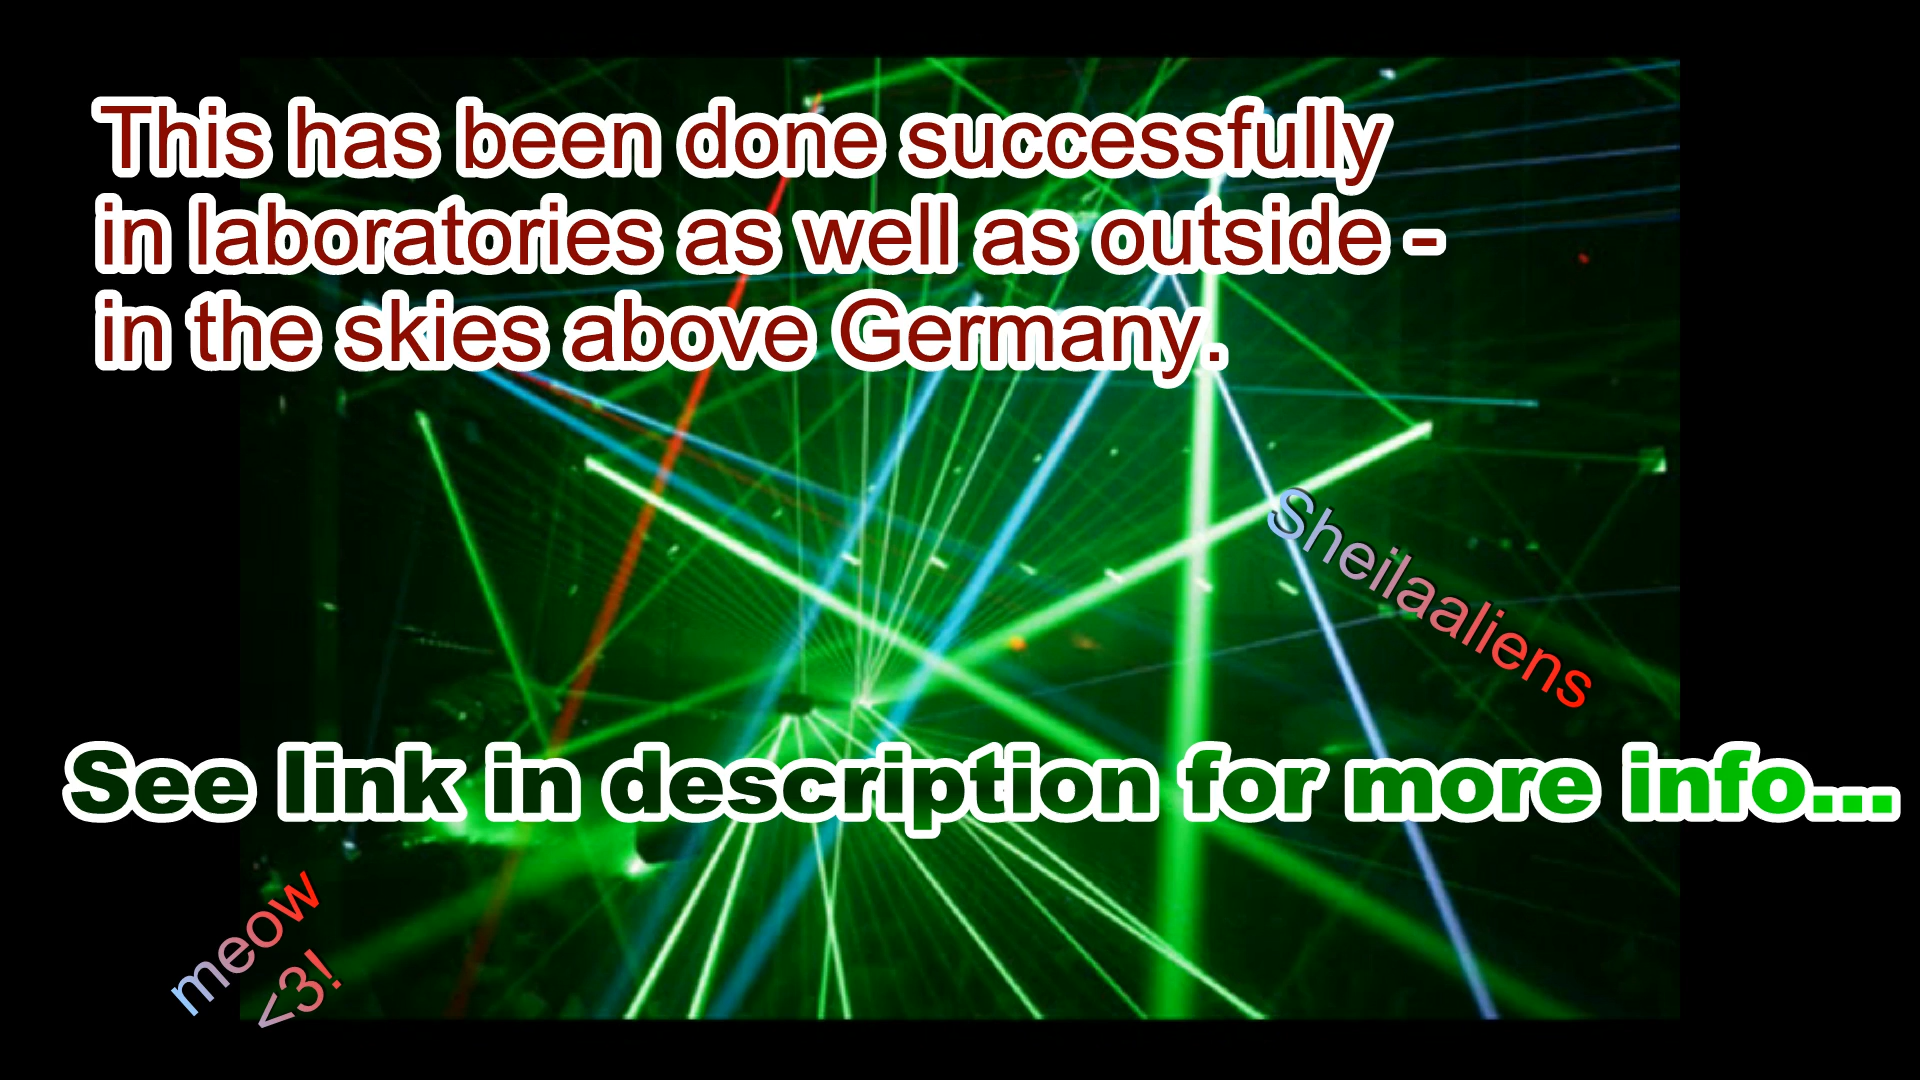 This has been done successfully
in laboratories as well as outside -
in the skies above Germany.
Sheilaaliens
See link in description for more info...
meow
<3!